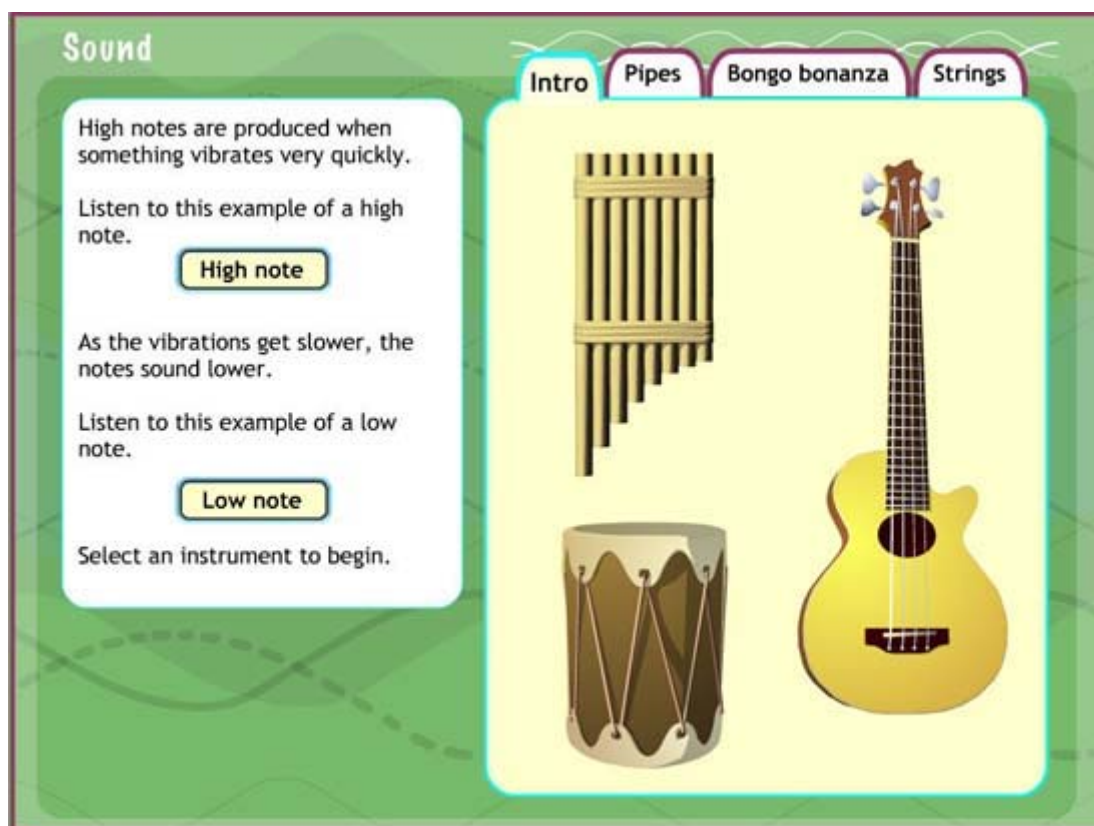 Sound
Intro
Pipes
Bongo bonanza
Strings
High notes are produced when
something vibrates very quickly.
Listen to this example of a high
note.
High note
As the vibrations get slower, the
notes sound lower.
Listen to this example of a low
note.
Low note
Select an instrument to begin.